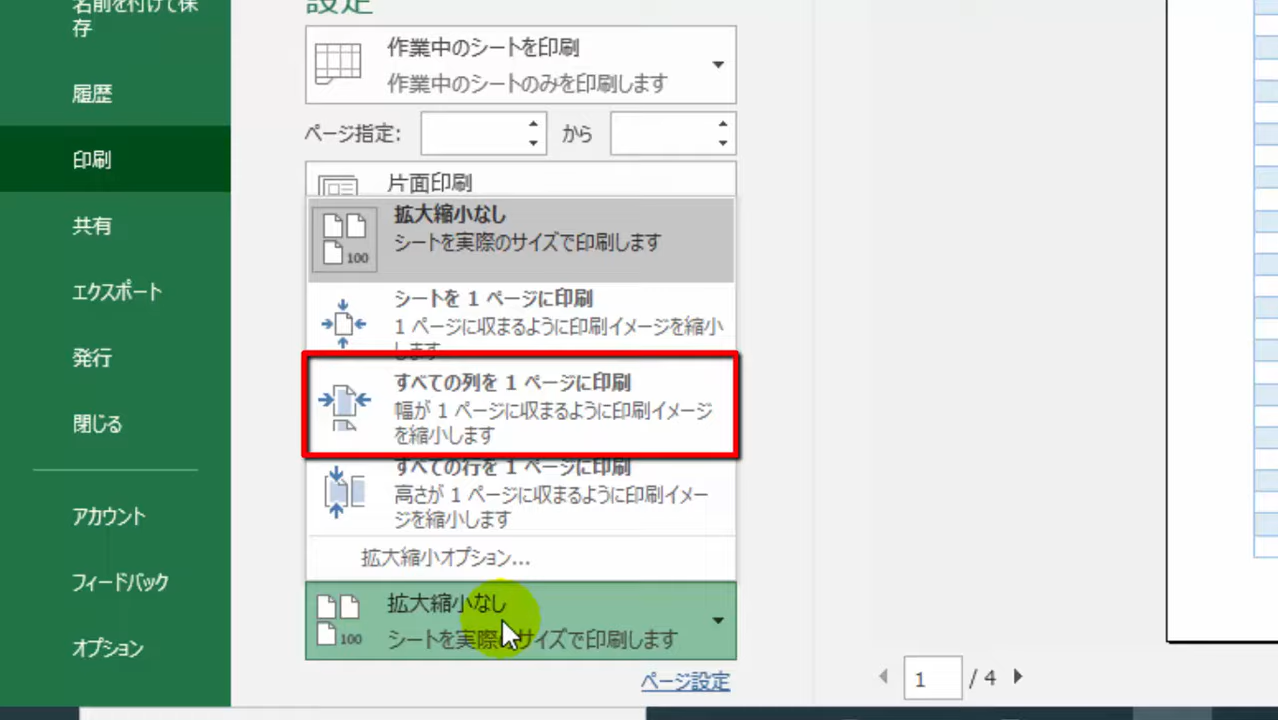 名前を付けて保
存
履歴
印刷
共有
エクスポート
発行
閉じる
アカウント
フィードバック
オプション
設定
作業中のシートを印刷
作業中のシートのみを印刷します
ページ指定:
から
片面印刷
拡大縮小なし
シートを実際のサイズで印刷します
100
シートを 1 ページに印刷
1 ページに収まるように印刷イメージを縮小
します
すべての列を 1 ページに印刷
幅が 1 ページに収まるように印刷イメージ
を縮小します
すべての行を 1 ページに印刷
高さが 1 ページに収まるように印刷イメー
ジを縮小します
拡大縮小オプション...
拡大縮小なし
シートを実際のサイズで印刷します
100
ページ設定
1 / 4